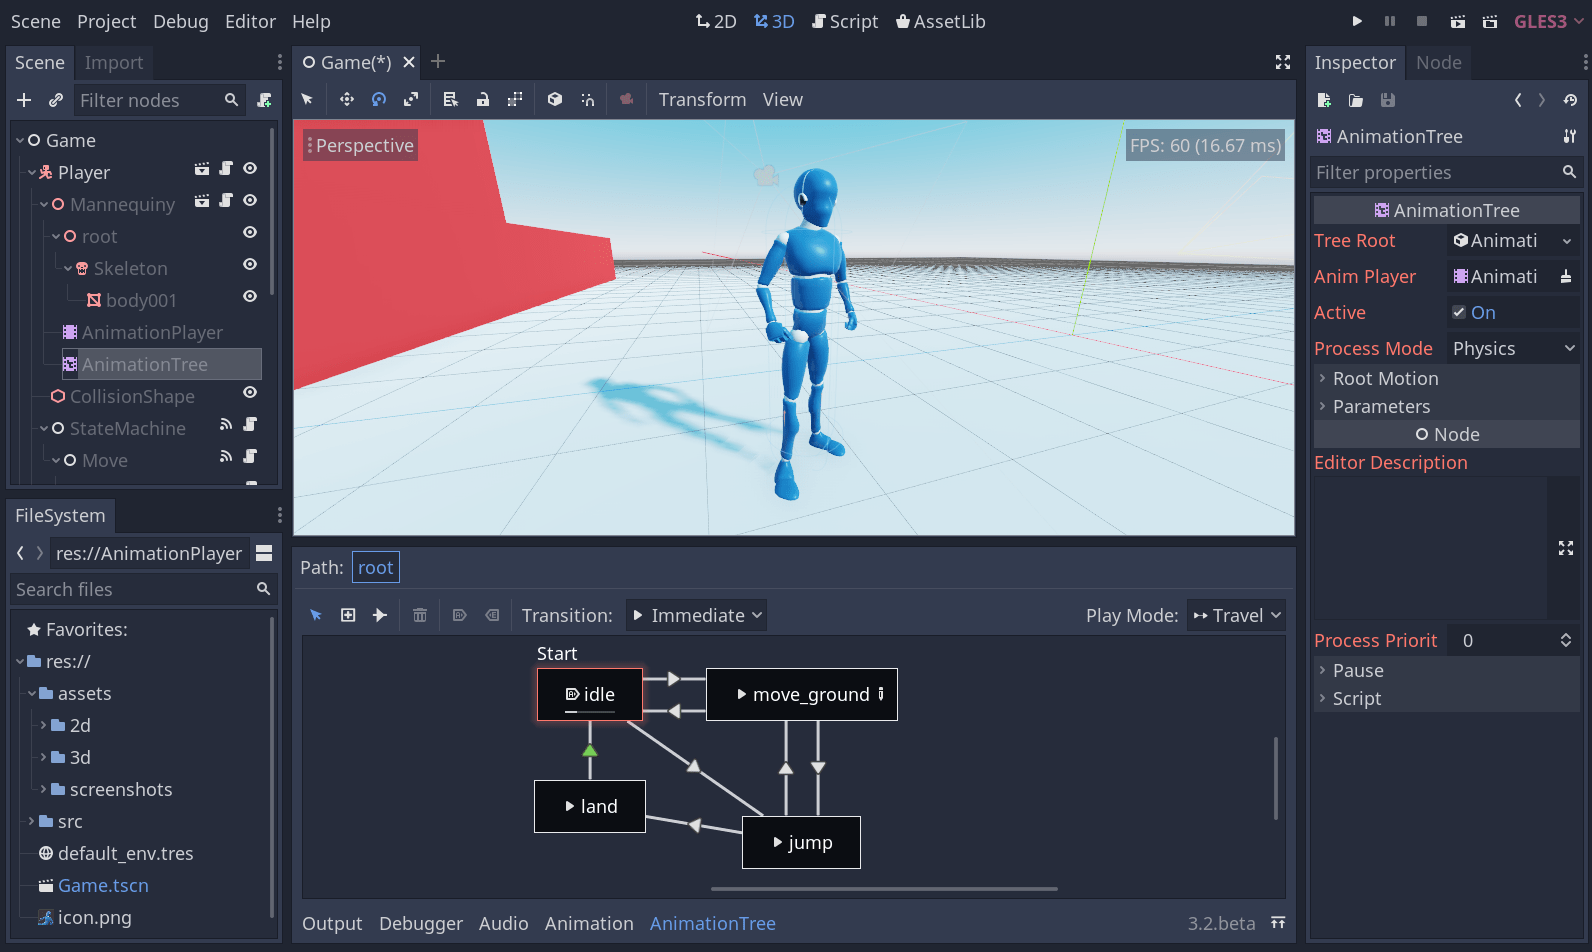 Scene Project Debug Editor Help
2D 3D Script AssetLib
GLES3
Scene Import
Filter nodes
Game
Player
Mannequiny
root
Skeleton
body001
AnimationPlayer
AnimationTree
CollisionShape
StateMachine
Move
FileSystem
res://AnimationPlayer
Search files
Favorites:
res://
assets
2d
3d
screenshots
src
default_env.tres
Game.tscn
icon.png
Game(*)
Transform View
Perspective
FPS: 60 (16.67 ms)
Path: root
Transition: Immediate
Play Mode: Travel
Start
idle
move_ground
land
jump
Output Debugger Audio Animation AnimationTree
3.2.beta
Inspector Node
AnimationTree
Filter properties
AnimationTree
Tree Root Animati
Anim Player Animati
Active On
Process Mode Physics
Root Motion
Parameters
Node
Editor Description
Process Priorit 0
Pause
Script